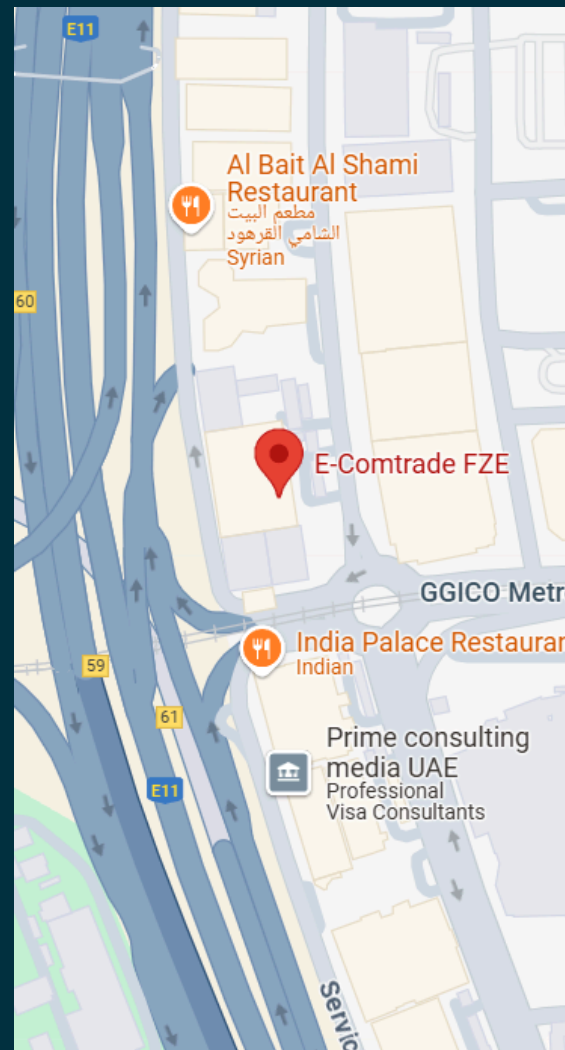 E11
Al Bait Al Shami
Restaurant
مطعم البيت
الشامي القرهود
Syrian
60
E-Comtrade FZE
GGICO Metr
India Palace Restauran
Indian
59
61
Prime consulting
media UAE
Professional
Visa Consultants
E11
Servic